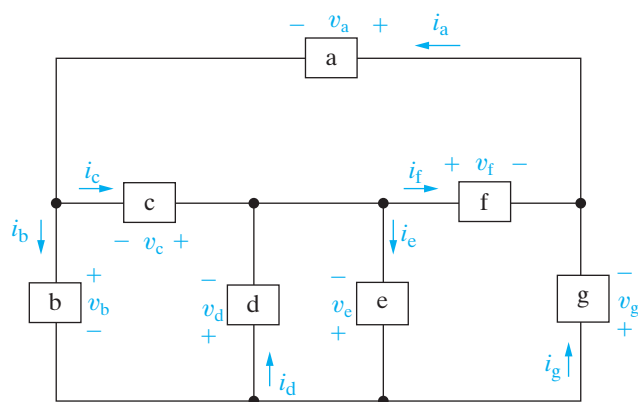 − v_a + i_a
a
i_c i_f + v_f −
c f
i_b − v_c + i_e
+ − − −
b v_b v_d d v_e e g v_g
− + + +
i_d i_g